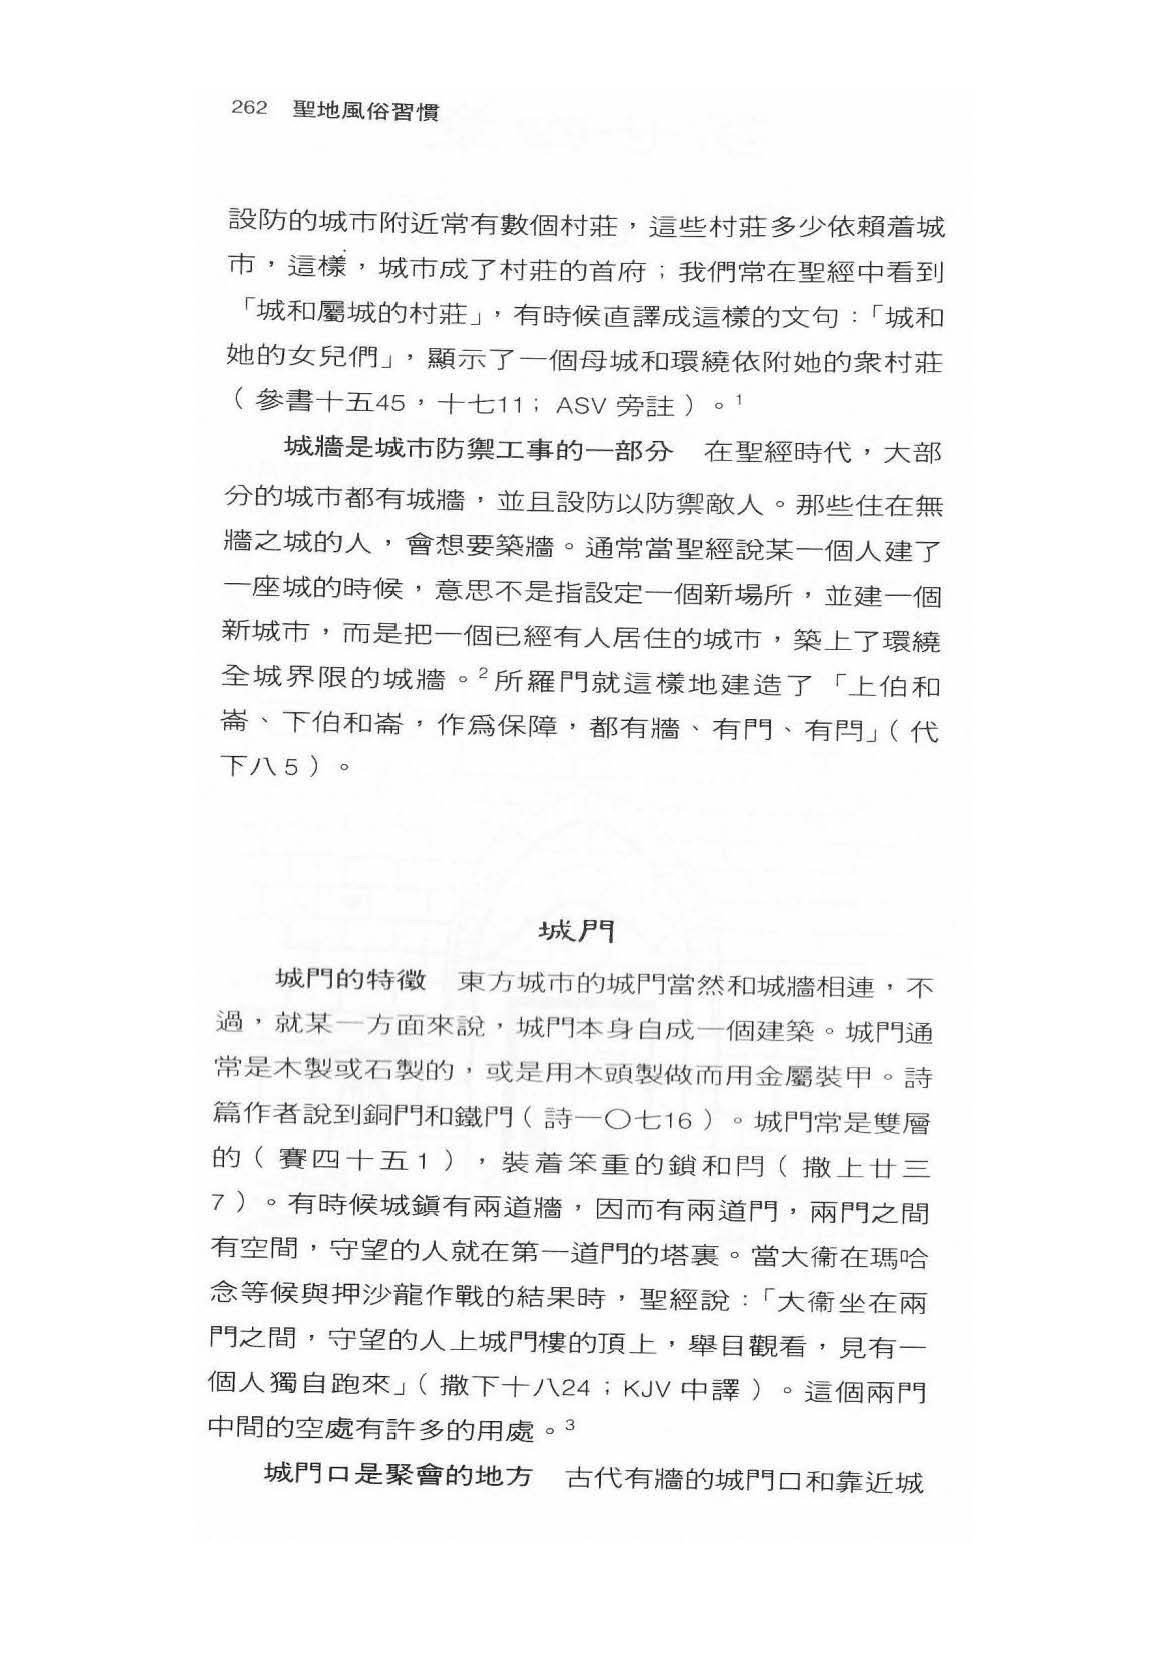 262 聖地風俗習慣
設防的城市附近常有數個村莊，這些村莊多少依賴着城
市，這樣，城市成了村莊的首府；我們常在聖經中看到
「城和屬城的村莊」，有時候直譯成這樣的文句：「城和
她的女兒們」，顯示了一個母城和環繞依附她的衆村莊
（參書十五45，十七11；ASV 旁註）。¹
城牆是城市防禦工事的一部分　在聖經時代，大部
分的城市都有城牆，並且設防以防禦敵人。那些住在無
牆之城的人，會想要築牆。通常當聖經說某一個人建了
一座城的時候，意思不是指設定一個新場所，並建一個
新城市，而是把一個已經有人居住的城市，築上了環繞
全城界限的城牆。²所羅門就這樣地建造了「上伯和
崙、下伯和崙，作爲保障，都有牆、有門、有閂」（代
下八5）。
城門
城門的特徵　東方城市的城門當然和城牆相連，不
過，就某一方面來說，城門本身自成一個建築。城門通
常是木製或石製的，或是用木頭製做而用金屬裝甲。詩
篇作者說到銅門和鐵門（詩一〇七16）。城門常是雙層
的（賽四十五1），裝着笨重的鎖和閂（撒上廿三
7）。有時候城鎮有兩道牆，因而有兩道門，兩門之間
有空間，守望的人就在第一道門的塔裏。當大衞在瑪哈
念等候與押沙龍作戰的結果時，聖經說：「大衞坐在兩
門之間，守望的人上城門樓的頂上，舉目觀看，見有一
個人獨自跑來」（撒下十八24；KJV 中譯）。這個兩門
中間的空處有許多的用處。³
城門口是聚會的地方　古代有牆的城門口和靠近城